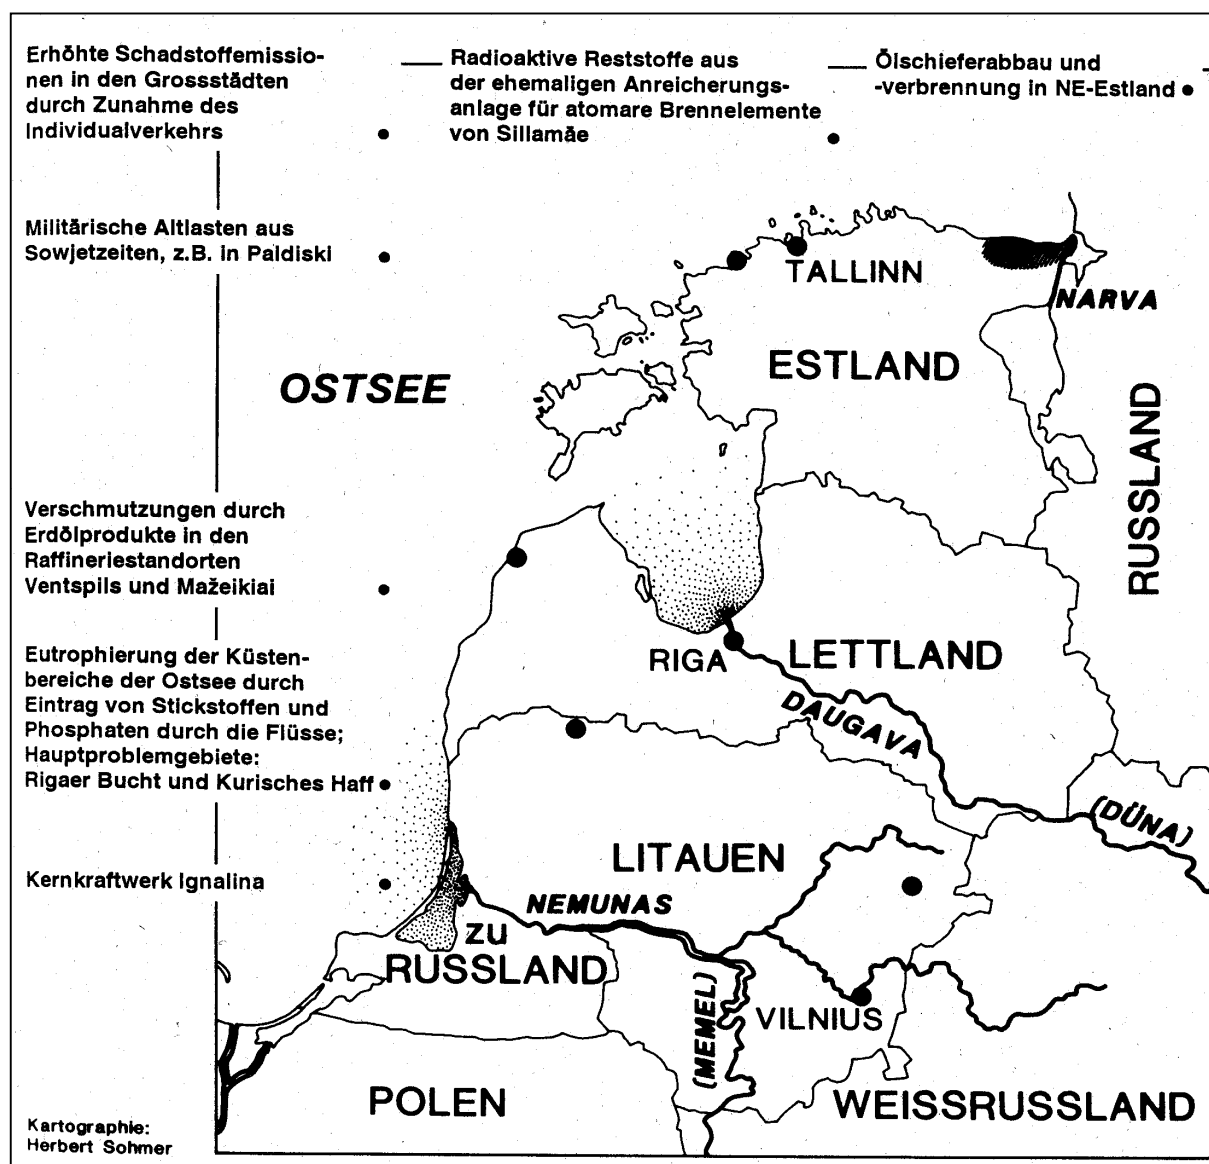 Erhöhte Schadstoffemissio-
nen in den Grossstädten
durch Zunahme des
Individualverkehrs
Radioaktive Reststoffe aus
der ehemaligen Anreicherungs-
anlage für atomare Brennelemente
von Sillamäe
Ölschieferabbau und
-verbrennung in NE-Estland
Militärische Altlasten aus
Sowjetzeiten, z.B. in Paldiski
TALLINN
NARVA
ESTLAND
OSTSEE
RUSSLAND
Verschmutzungen durch
Erdölprodukte in den
Raffineriestandorten
Ventspils und Mažeikiai
RIGA
LETTLAND
DAUGAVA
(DÜNA)
Eutrophierung der Küsten-
bereiche der Ostsee durch
Eintrag von Stickstoffen und
Phosphaten durch die Flüsse;
Hauptproblemgebiete:
Rigaer Bucht und Kurisches Haff
LITAUEN
Kernkraftwerk Ignalina
NEMUNAS
zu
RUSSLAND
(MEMEL)
VILNIUS
POLEN
WEISSRUSSLAND
Kartographie:
Herbert Sohmer